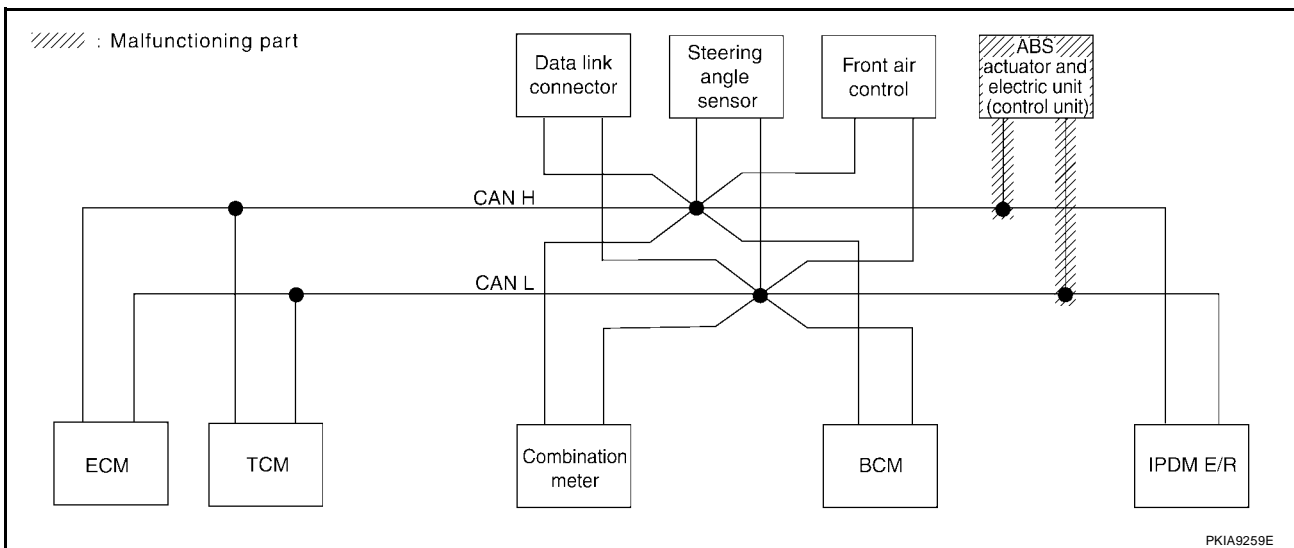 : Malfunctioning part
Data link
connector
Steering
angle
sensor
Front air
control
ABS
actuator and
electric unit
(control unit)
CAN H
CAN L
ECM
TCM
Combination
meter
BCM
IPDM E/R
PKIA9259E